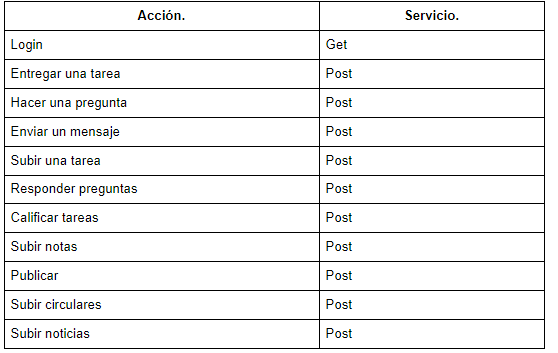 Acción. Servicio.
Login Get
Entregar una tarea Post
Hacer una pregunta Post
Enviar un mensaje Post
Subir una tarea Post
Responder preguntas Post
Calificar tareas Post
Subir notas Post
Publicar Post
Subir circulares Post
Subir noticias Post